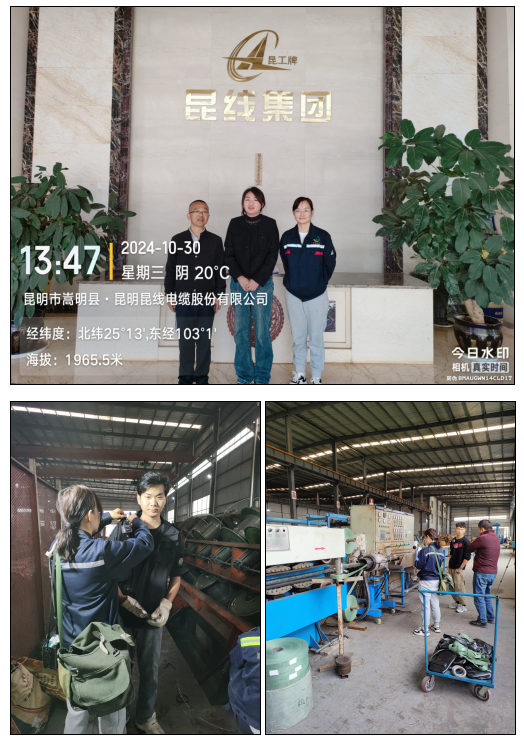 昆工牌
昆线集团
13:47
2024-10-30
星期三 阴 20℃
昆明市嵩明县·昆明昆线电缆股份有限公司
经纬度：北纬25°13',东经103°1'
海拔：1965.5米
今日水印
相机 真实时间
防伪 BMAUGWN14CLD1T